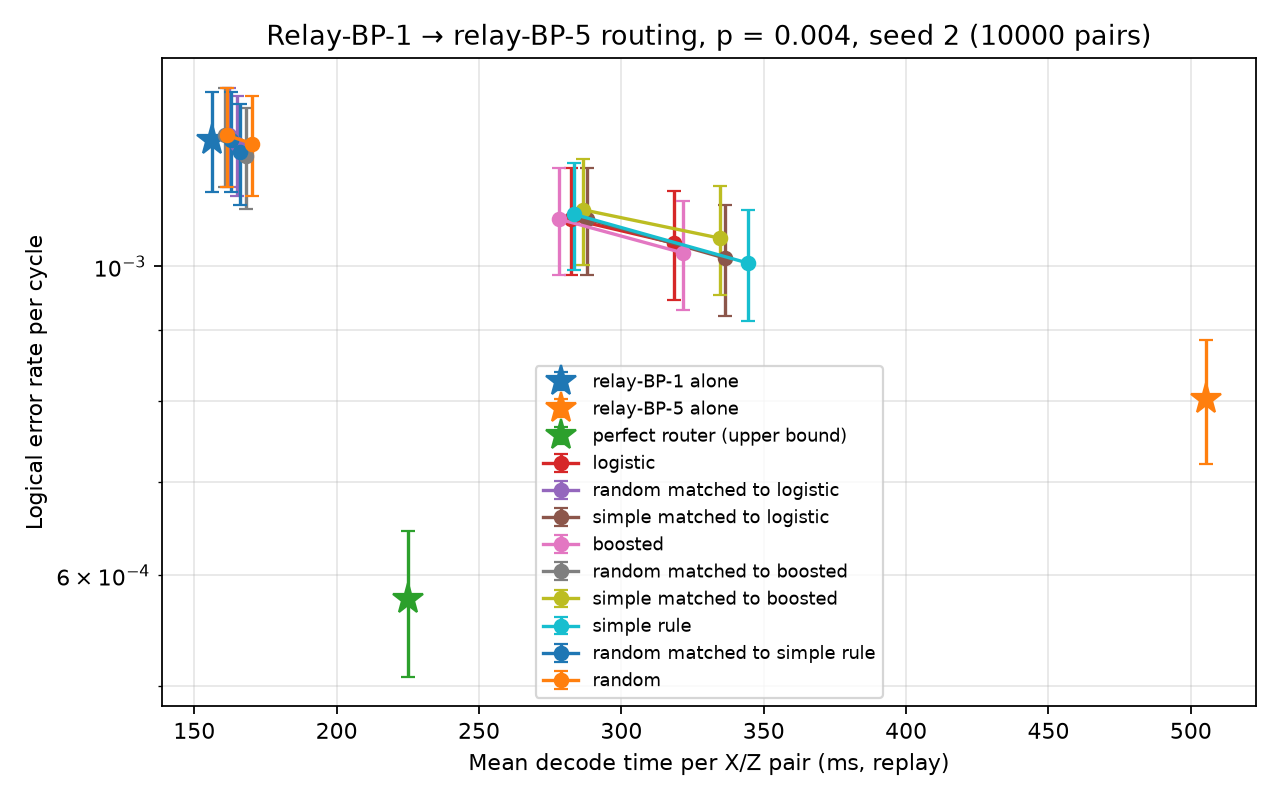 Relay-BP-1 → relay-BP-5 routing, p = 0.004, seed 2 (10000 pairs)
Logical error rate per cycle
10⁻³
6 × 10⁻⁴
relay-BP-1 alone
relay-BP-5 alone
perfect router (upper bound)
logistic
random matched to logistic
simple matched to logistic
boosted
random matched to boosted
simple matched to boosted
simple rule
random matched to simple rule
random
150 200 250 300 350 400 450 500
Mean decode time per X/Z pair (ms, replay)